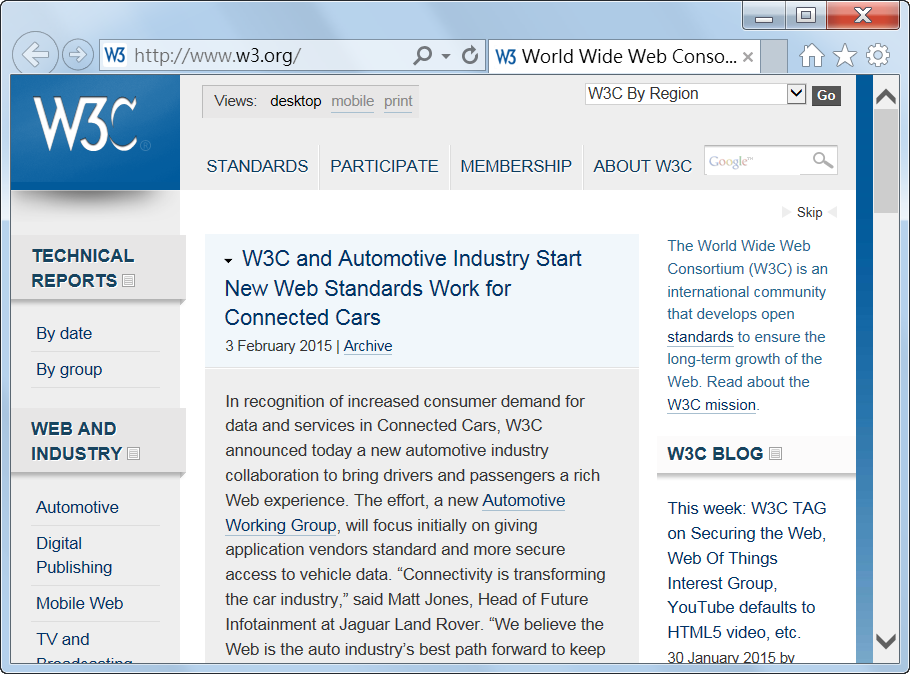 W3 http://www.w3.org/
W3 World Wide Web Conso...
W3C®
Views: desktop mobile print
W3C By Region
Go
STANDARDS PARTICIPATE MEMBERSHIP ABOUT W3C
Google™
Skip
TECHNICAL
REPORTS
By date
By group
WEB AND
INDUSTRY
Automotive
Digital
Publishing
Mobile Web
TV and
Broadcasting
W3C and Automotive Industry Start
New Web Standards Work for
Connected Cars
3 February 2015 | Archive
In recognition of increased consumer demand for
data and services in Connected Cars, W3C
announced today a new automotive industry
collaboration to bring drivers and passengers a rich
Web experience. The effort, a new Automotive
Working Group, will focus initially on giving
application vendors standard and more secure
access to vehicle data. “Connectivity is transforming
the car industry,” said Matt Jones, Head of Future
Infotainment at Jaguar Land Rover. “We believe the
Web is the auto industry’s best path forward to keep
The World Wide Web
Consortium (W3C) is an
international community
that develops open
standards to ensure the
long-term growth of the
Web. Read about the
W3C mission.
W3C BLOG
This week: W3C TAG
on Securing the Web,
Web Of Things
Interest Group,
YouTube defaults to
HTML5 video, etc.
30 January 2015 by